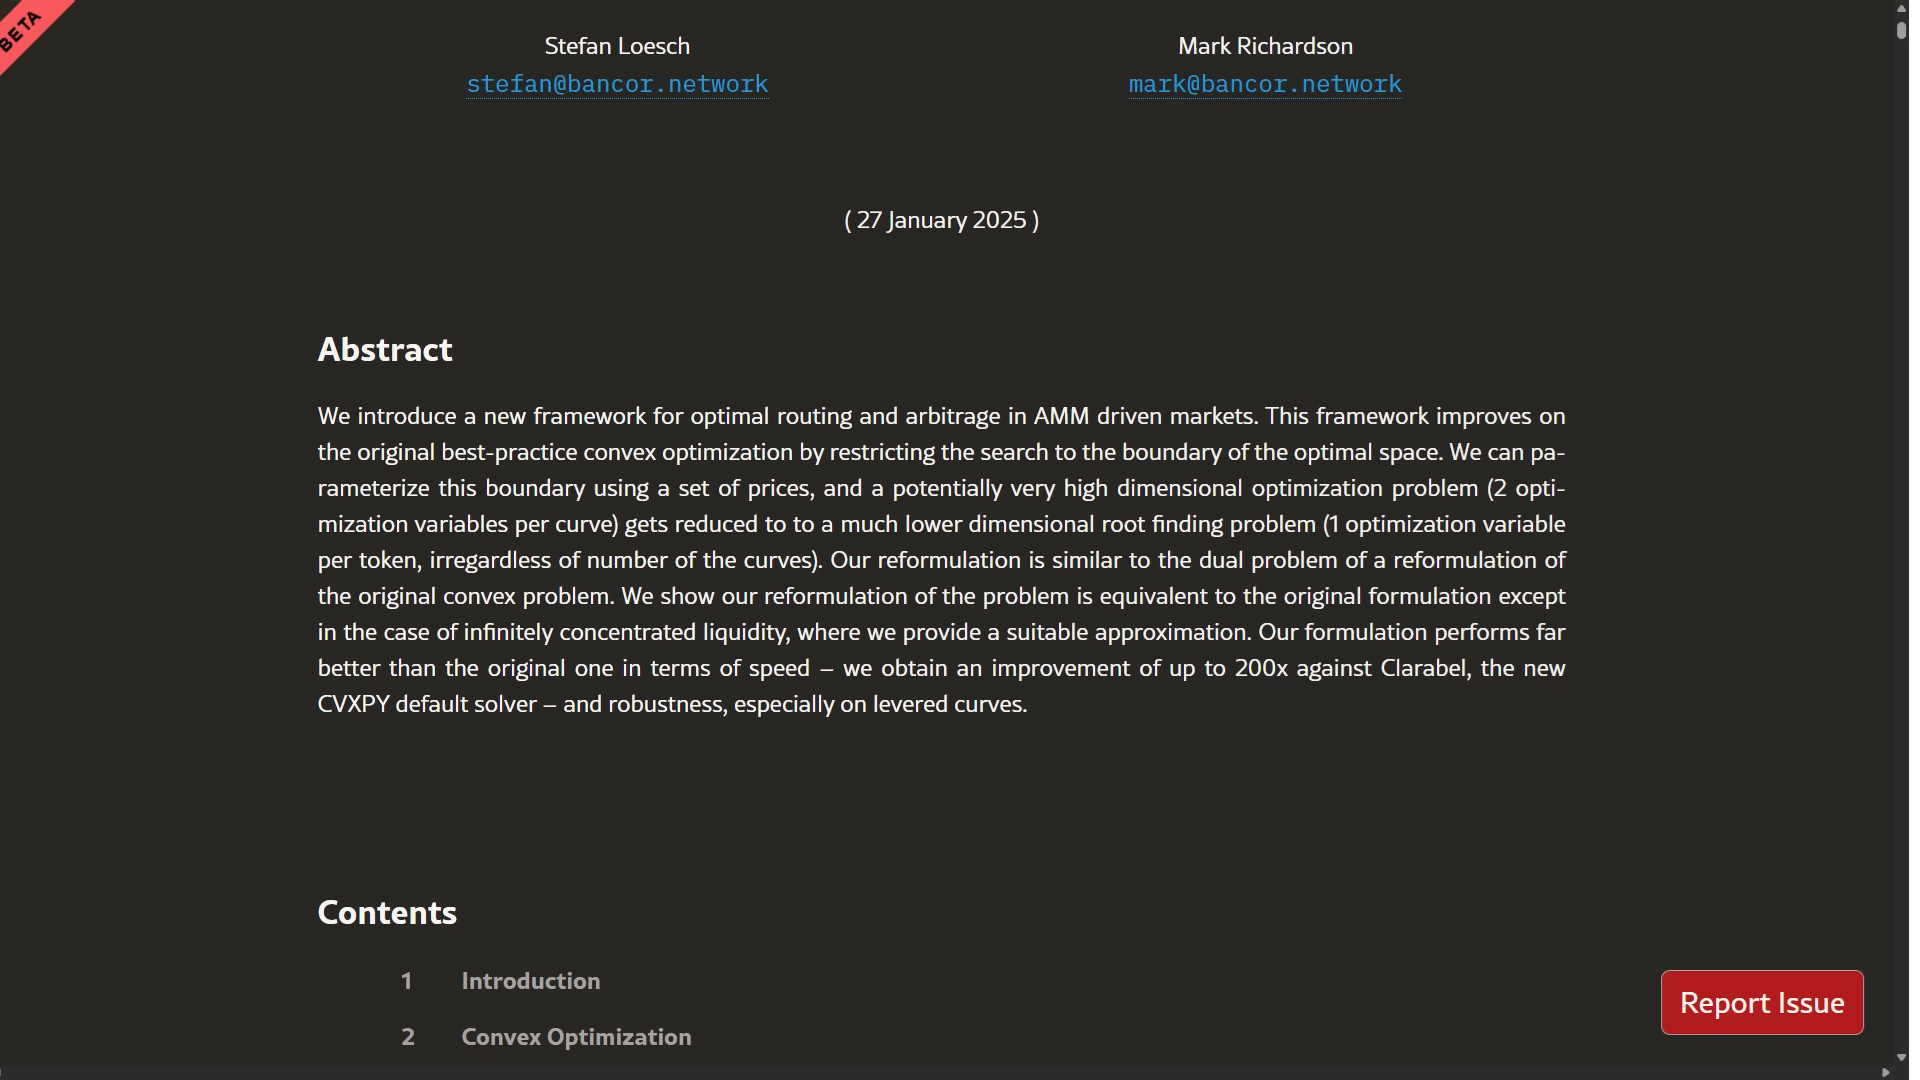 BETA
Stefan Loesch
Mark Richardson
stefan@bancor.network
mark@bancor.network
( 27 January 2025 )
Abstract
We introduce a new framework for optimal routing and arbitrage in AMM driven markets. This framework improves on
the original best-practice convex optimization by restricting the search to the boundary of the optimal space. We can pa-
rameterize this boundary using a set of prices, and a potentially very high dimensional optimization problem (2 opti-
mization variables per curve) gets reduced to to a much lower dimensional root finding problem (1 optimization variable
per token, irregardless of number of the curves). Our reformulation is similar to the dual problem of a reformulation of
the original convex problem. We show our reformulation of the problem is equivalent to the original formulation except
in the case of infinitely concentrated liquidity, where we provide a suitable approximation. Our formulation performs far
better than the original one in terms of speed – we obtain an improvement of up to 200x against Clarabel, the new
CVXPY default solver – and robustness, especially on levered curves.
Contents
1 Introduction
2 Convex Optimization
Report Issue